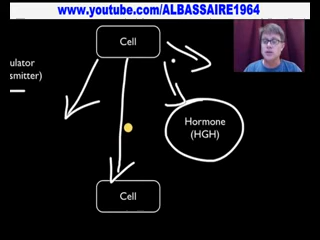 www.youtube.com/ALBASSAIRE1964
Cell
ulator
smitter)
Hormone
(HGH)
Cell